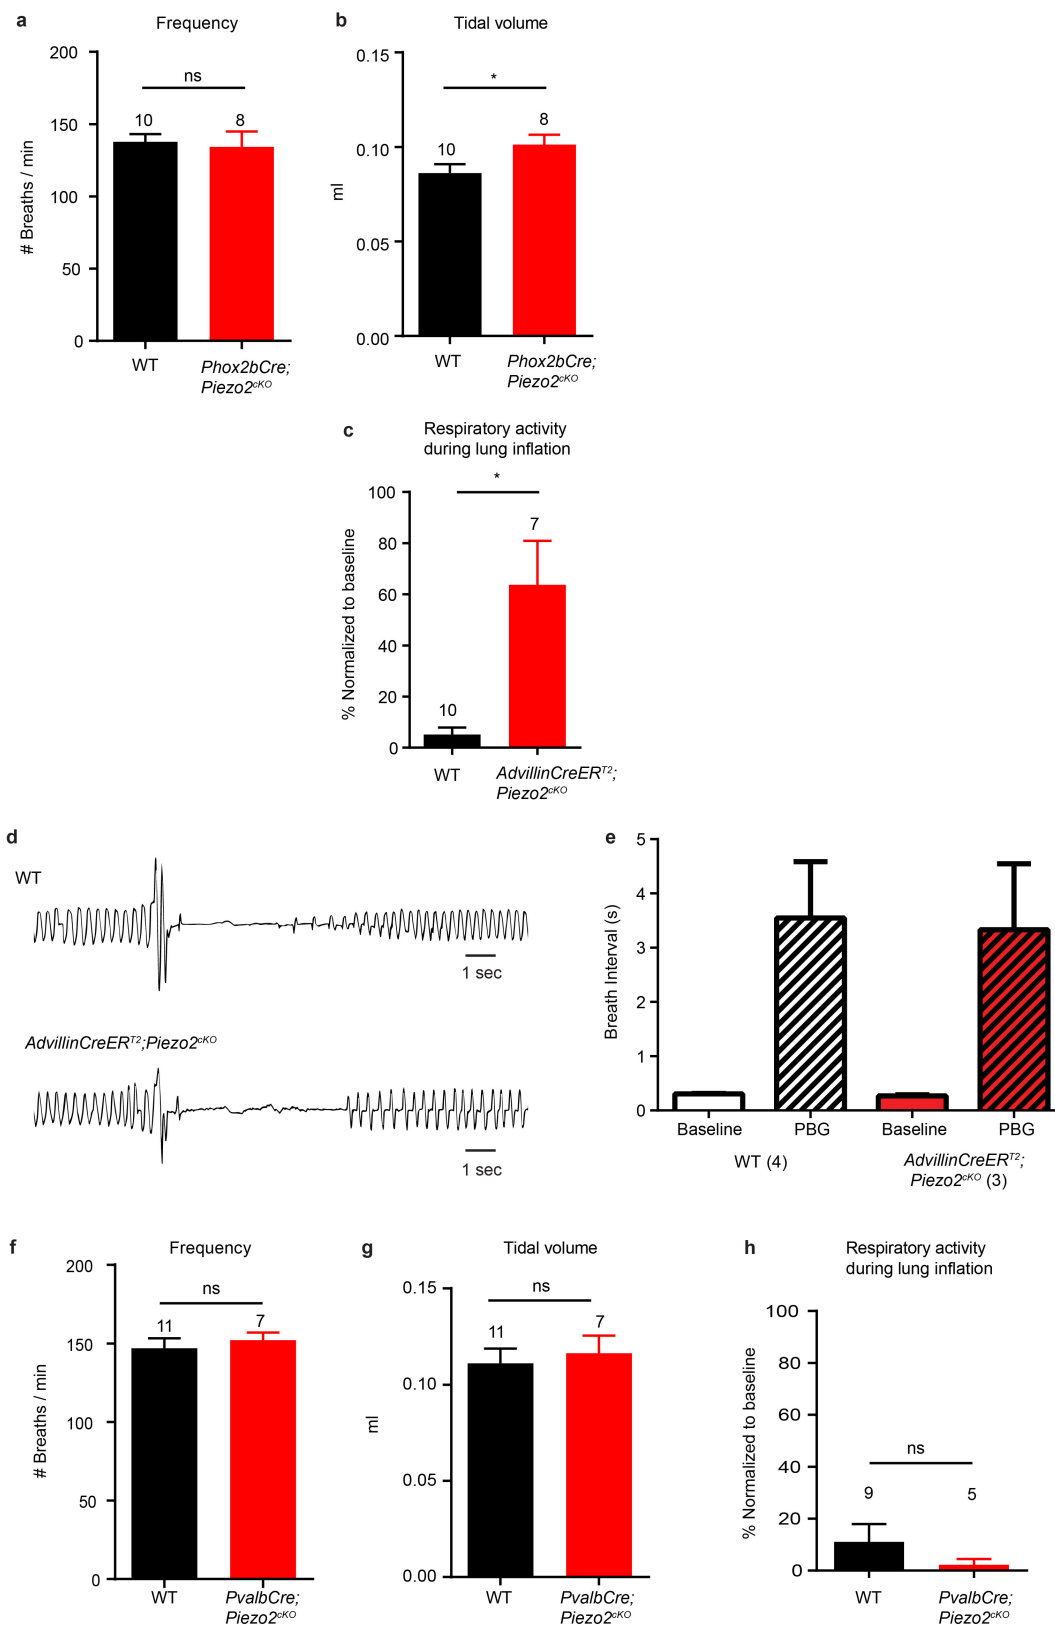 a
Frequency
200
150
100
50
0
# Breaths / min
ns
10
8
WT
Phox2bCre;
Piezo2cKO
b
Tidal volume
0.15
0.10
0.05
0.00
ml
*
10
8
WT
Phox2bCre;
Piezo2cKO
c
Respiratory activity
during lung inflation
100
80
60
40
20
0
% Normalized to baseline
*
10
7
WT
AdvillinCreERT2;
Piezo2cKO
d
WT
1 sec
AdvillinCreERT2;Piezo2cKO
1 sec
e
5
4
3
2
1
0
Breath Interval (s)
Baseline
PBG
Baseline
PBG
WT (4)
AdvillinCreERT2;
Piezo2cKO (3)
f
Frequency
200
150
100
50
0
# Breaths / min
ns
11
7
WT
PvalbCre;
Piezo2cKO
g
Tidal volume
0.15
0.10
0.05
0.00
ml
ns
11
7
WT
PvalbCre;
Piezo2cKO
h
Respiratory activity
during lung inflation
100
80
60
40
20
0
% Normalized to baseline
ns
9
5
WT
PvalbCre;
Piezo2cKO